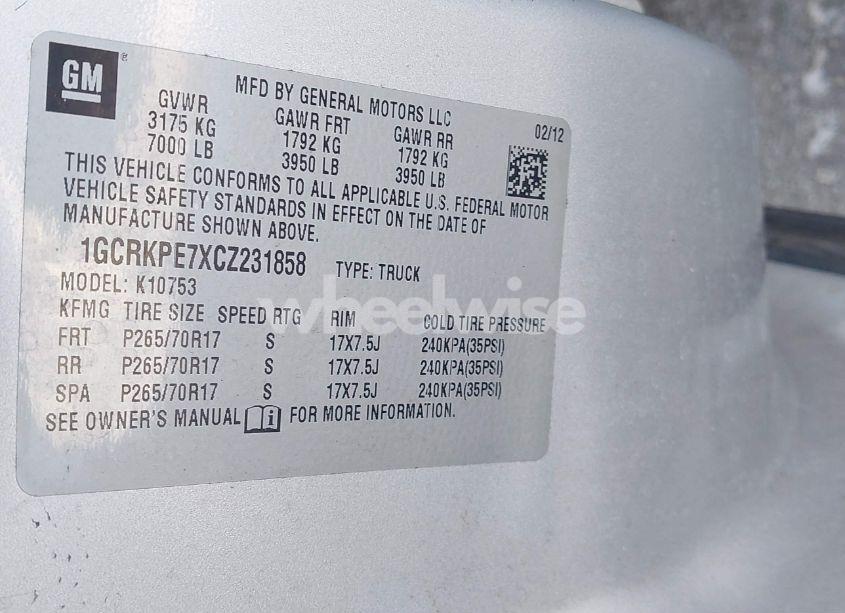 GM ®
MFD BY GENERAL MOTORS LLC
02/12
GVWR GAWR FRT GAWR RR
3175 KG 1792 KG 1792 KG
7000 LB 3950 LB 3950 LB
THIS VEHICLE CONFORMS TO ALL APPLICABLE U.S. FEDERAL MOTOR
VEHICLE SAFETY STANDARDS IN EFFECT ON THE DATE OF
MANUFACTURE SHOWN ABOVE.
1GCRKPE7XCZ231858 TYPE: TRUCK
MODEL: K10753
KFMG TIRE SIZE SPEED RTG RIM COLD TIRE PRESSURE
FRT P265/70R17 S 17X7.5J 240KPA(35PSI)
RR P265/70R17 S 17X7.5J 240KPA(35PSI)
SPA P265/70R17 S 17X7.5J 240KPA(35PSI)
SEE OWNER'S MANUAL i FOR MORE INFORMATION.
wheelwise